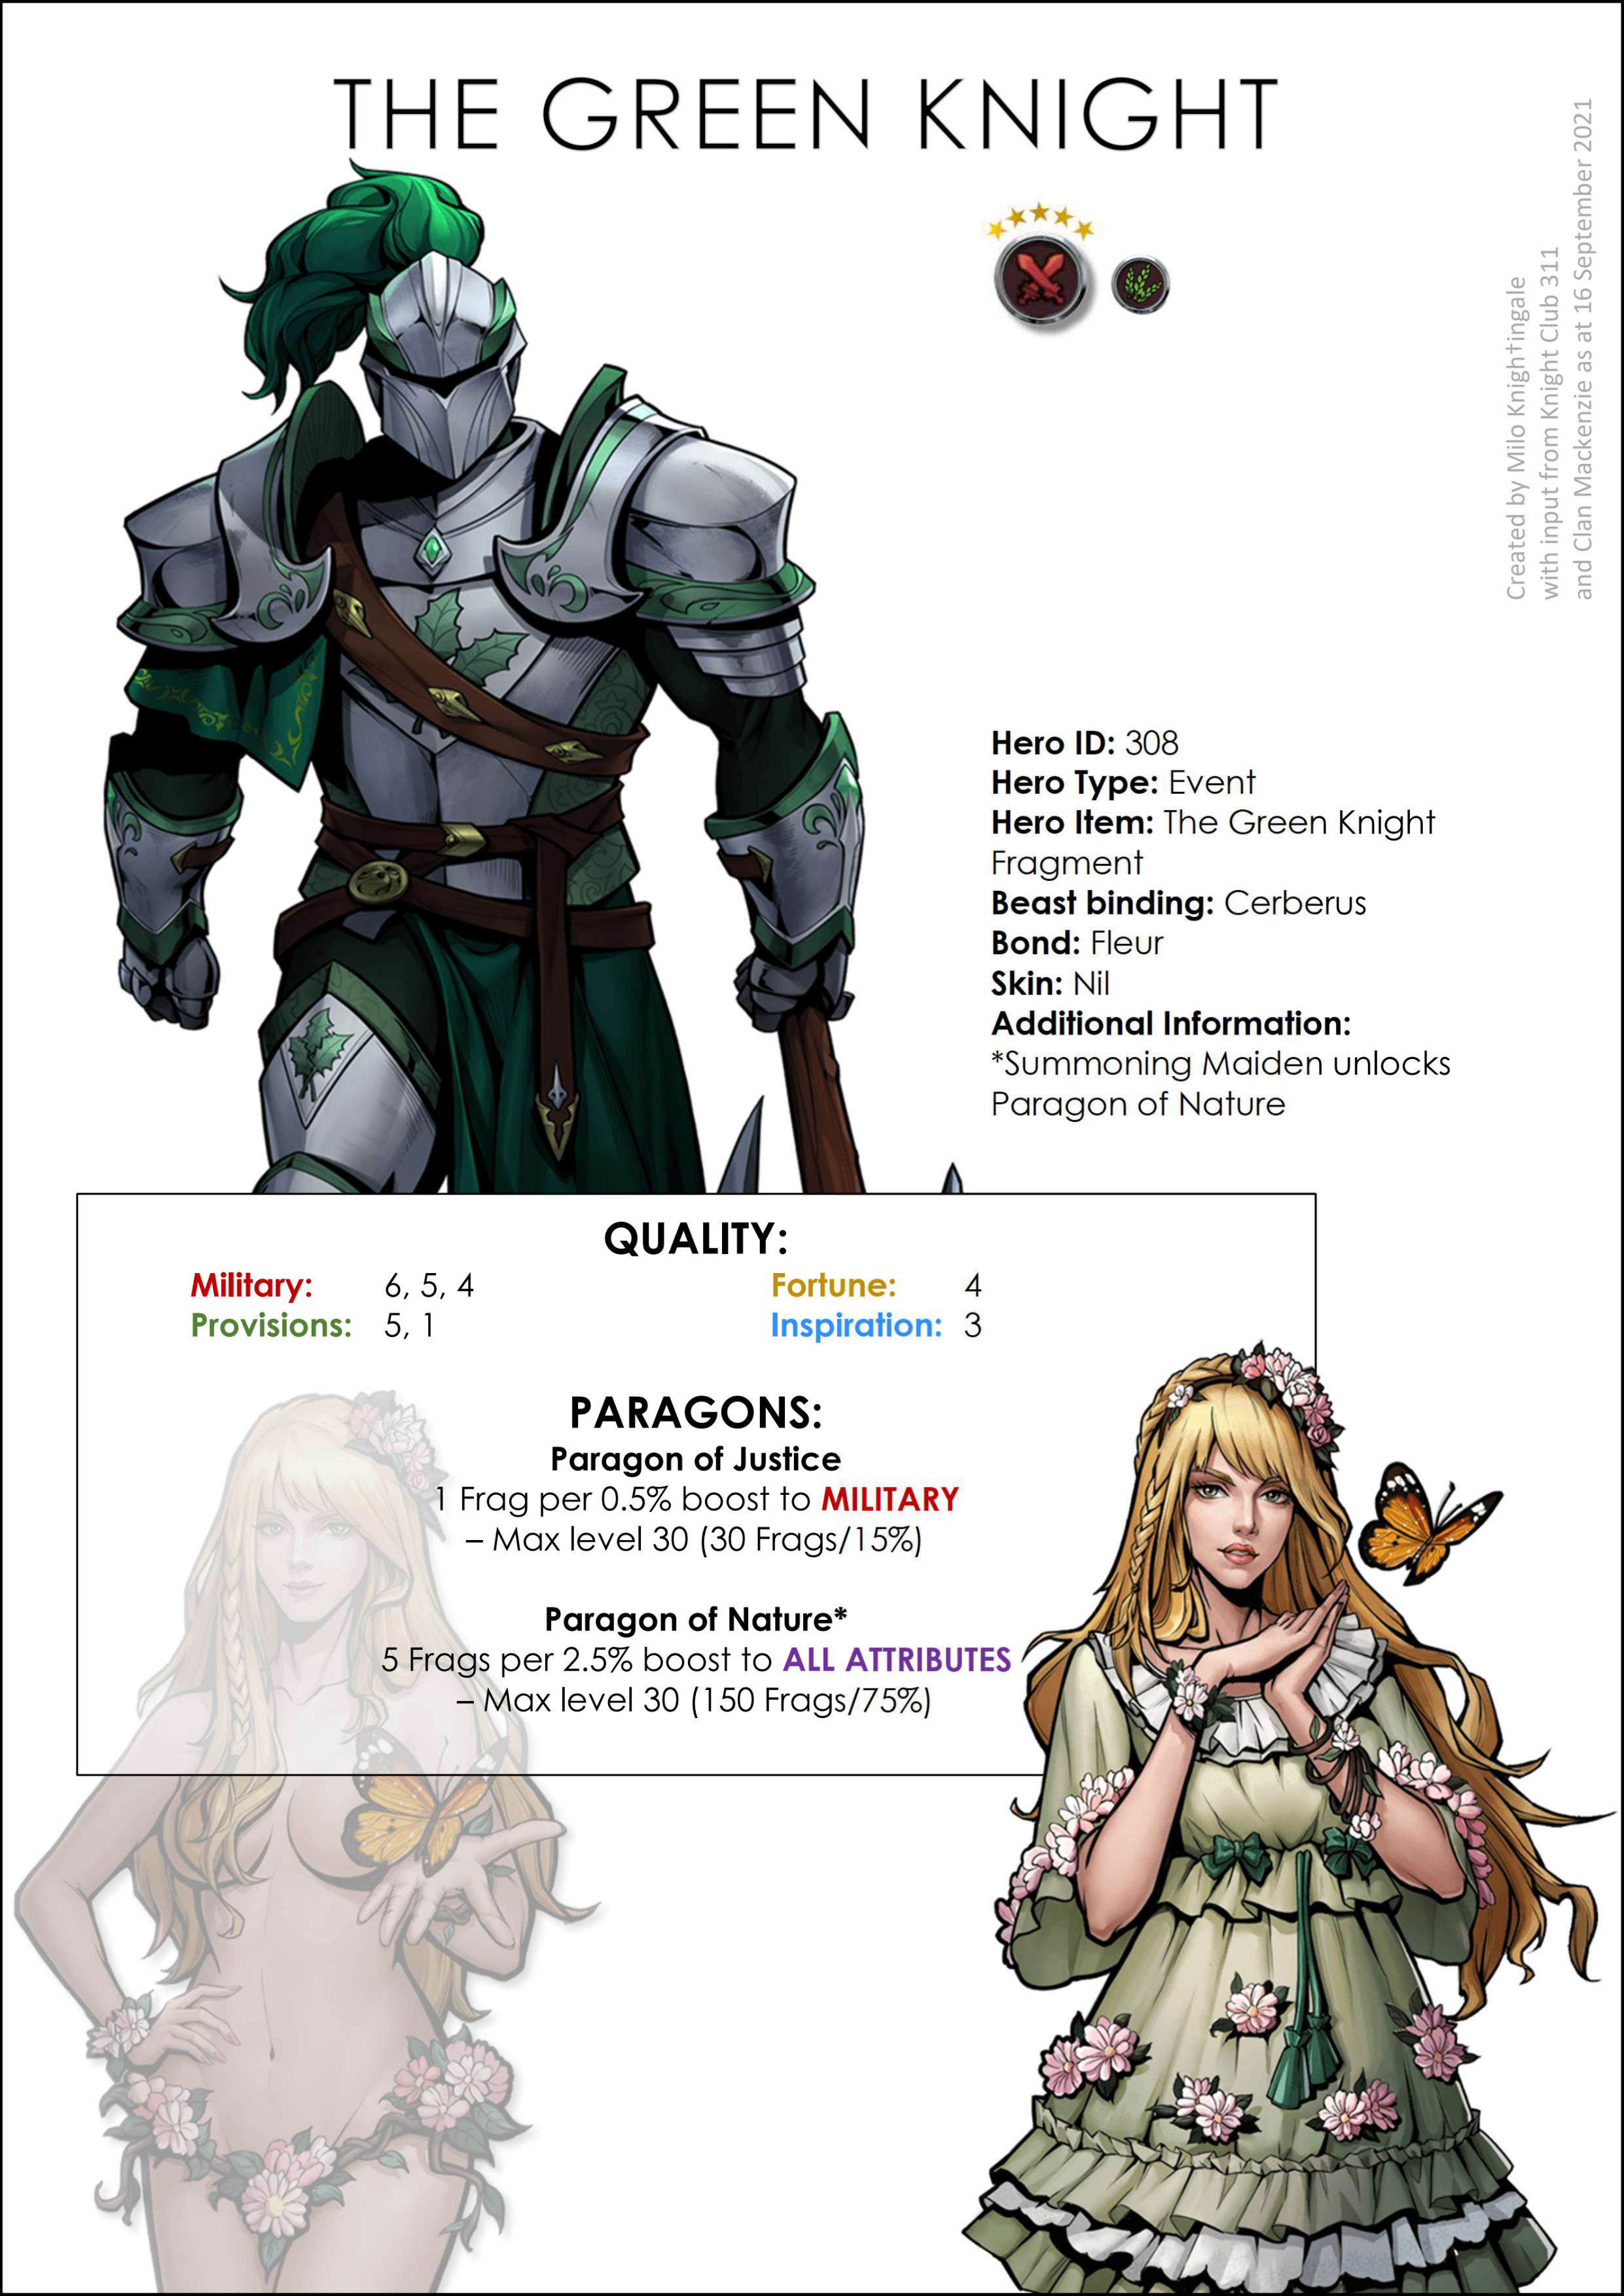 THE GREEN KNIGHT
Created by Milo Knigh†ingale
with input from Knight Club 311
and Clan Mackenzie as at 16 September 2021
Hero ID: 308
Hero Type: Event
Hero Item: The Green Knight
Fragment
Beast binding: Cerberus
Bond: Fleur
Skin: Nil
Additional Information:
*Summoning Maiden unlocks
Paragon of Nature
QUALITY:
Military: 6, 5, 4
Fortune: 4
Provisions: 5, 1
Inspiration: 3
PARAGONS:
Paragon of Justice
1 Frag per 0.5% boost to MILITARY
– Max level 30 (30 Frags/15%)
Paragon of Nature*
5 Frags per 2.5% boost to ALL ATTRIBUTES
– Max level 30 (150 Frags/75%)